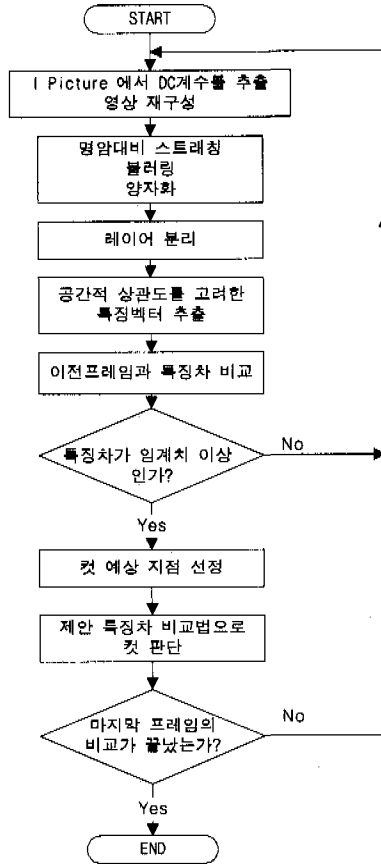 START
I Picture 에서 DC계수를 추출
영상 재구성
명암대비 스트래칭
블러링
양자화
레이어 분리
공간적 상관도를 고려한
특징벡터 추출
이전프레임과 특징차 비교
특징차가 임계치 이상
인가?
No
Yes
컷 예상 지점 선정
제안 특징차 비교법으로
컷 판단
마지막 프레임의
비교가 끝났는가?
No
Yes
END